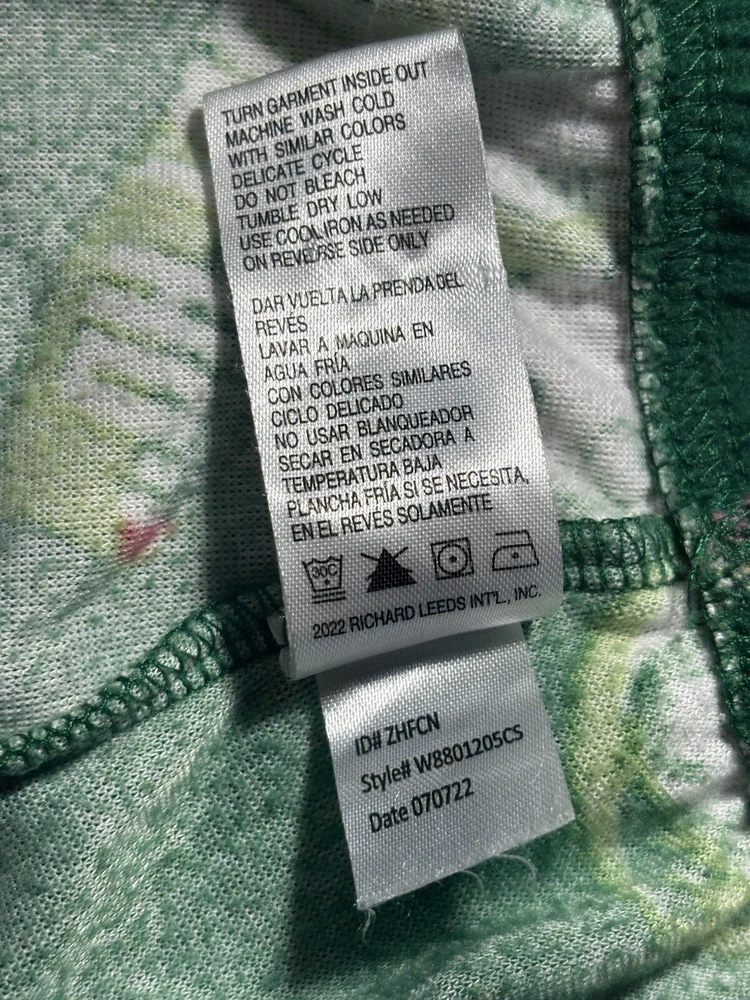 TURN GARMENT INSIDE OUT
MACHINE WASH COLD
WITH SIMILAR COLORS
DELICATE CYCLE
DO NOT BLEACH
TUMBLE DRY LOW
USE COOL IRON AS NEEDED
ON REVERSE SIDE ONLY
DAR VUELTA LA PRENDA DEL
REVÉS
LAVAR A MÁQUINA EN
AGUA FRÍA
CON COLORES SIMILARES
CICLO DELICADO
NO USAR BLANQUEADOR
SECAR EN SECADORA A
TEMPERATURA BAJA
PLANCHA FRÍA SI SE NECESITA,
EN EL REVÉS SOLAMENTE
30C
2022 RICHARD LEEDS INT'L., INC.
ID# ZHFCN
Style# W8801205CS
Date 070722